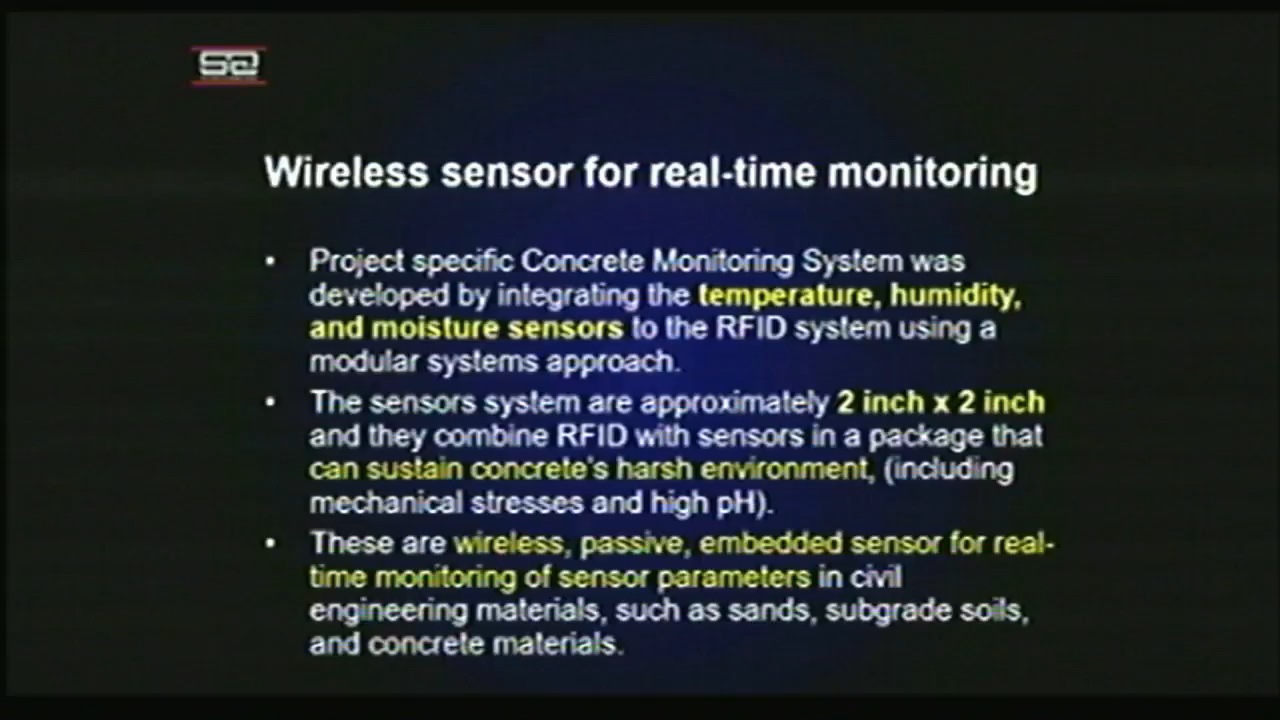 Wireless sensor for real-time monitoring
• Project specific Concrete Monitoring System was
developed by integrating the temperature, humidity,
and moisture sensors to the RFID system using a
modular systems approach.
• The sensors system are approximately 2 inch x 2 inch
and they combine RFID with sensors in a package that
can sustain concrete's harsh environment, (including
mechanical stresses and high pH).
• These are wireless, passive, embedded sensor for real-
time monitoring of sensor parameters in civil
engineering materials, such as sands, subgrade soils,
and concrete materials.